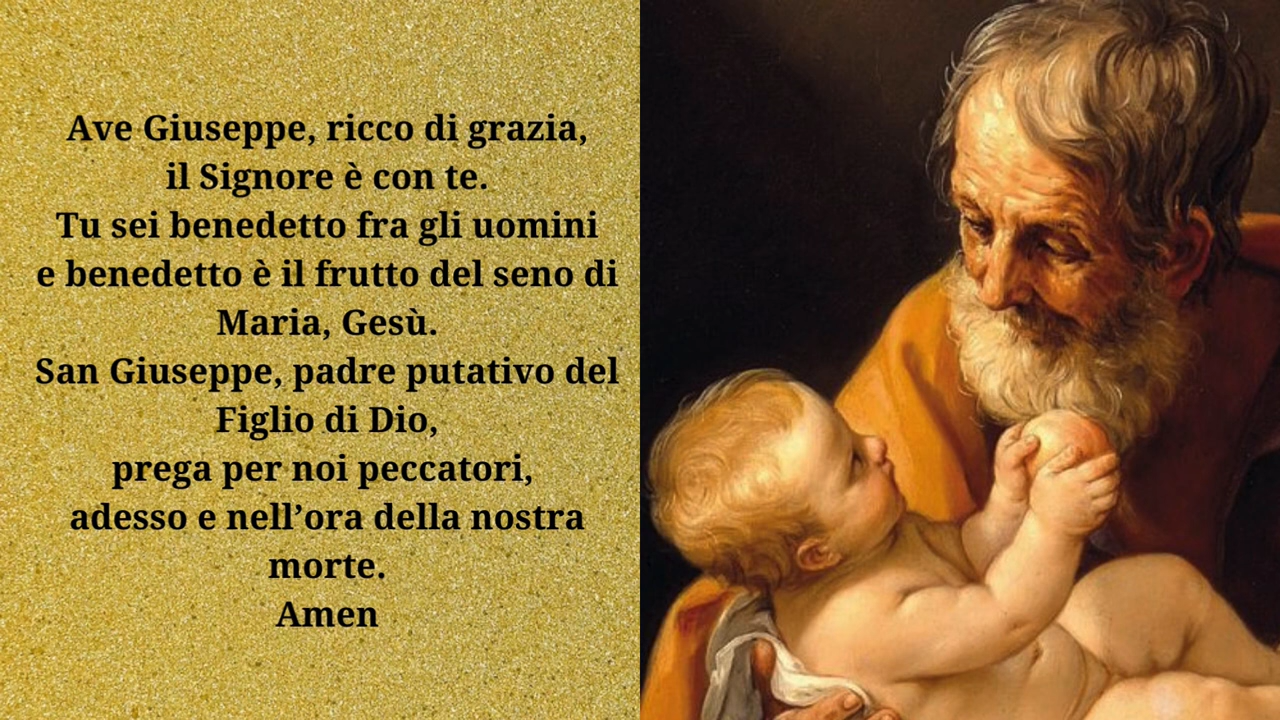 Ave Giuseppe, ricco di grazia,
il Signore è con te.
Tu sei benedetto fra gli uomini
e benedetto è il frutto del seno di
Maria, Gesù.
San Giuseppe, padre putativo del
Figlio di Dio,
prega per noi peccatori,
adesso e nell’ora della nostra
morte.
Amen